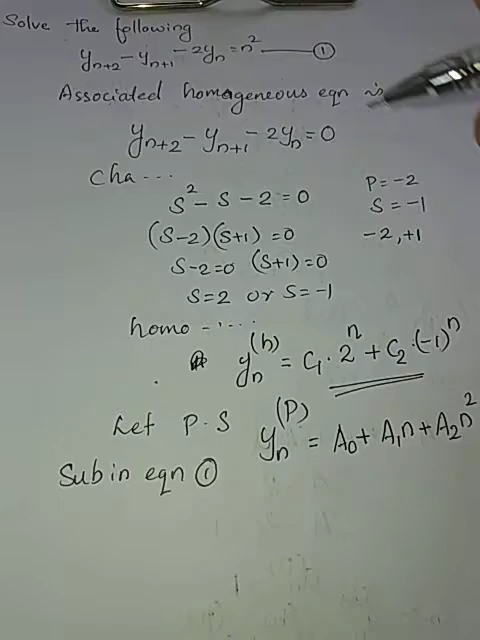 Solve the following
yₙ₊₂ - yₙ₊₁ - 2yₙ = n² ——— ①
Associated homogeneous eqn is
yₙ₊₂ - yₙ₊₁ - 2yₙ = 0
Cha ...
S² - S - 2 = 0 P = -2
(S-2)(S+1) = 0 S = -1
S-2=0 (S+1)=0 -2, +1
S=2 or S=-1
homo - ....
yₙ⁽ʰ⁾ = C₁ · 2ⁿ + C₂ · (-1)ⁿ
Let P.S yₙ⁽ᴾ⁾ = A₀ + A₁n + A₂n²
Sub in eqn ①